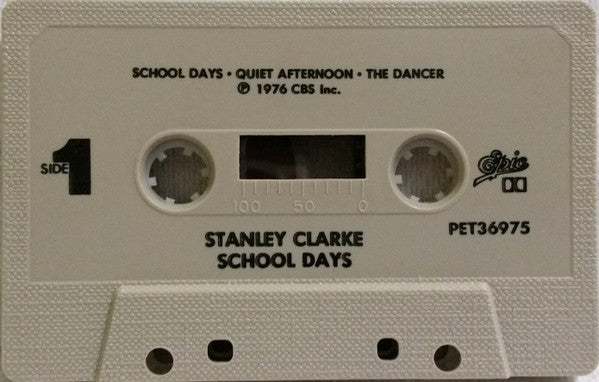 SCHOOL DAYS • QUIET AFTERNOON • THE DANCER
℗ 1976 CBS Inc.
SIDE 1
Epic
100 50 0
STANLEY CLARKE
SCHOOL DAYS
PET36975